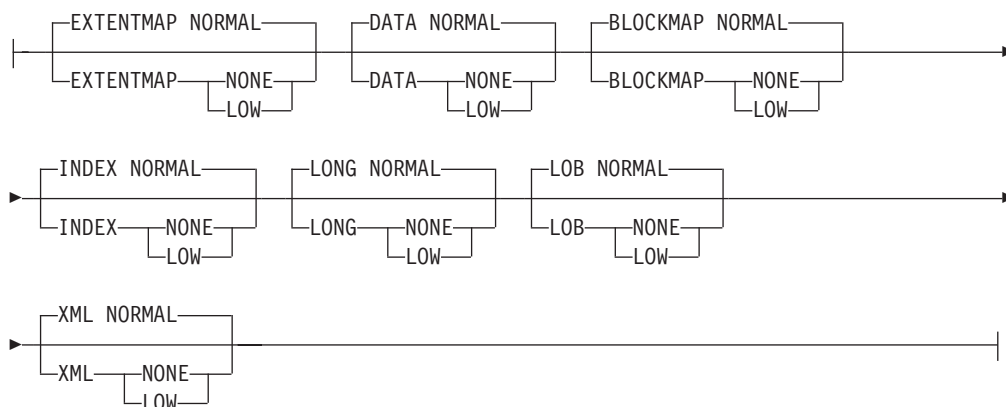 EXTENTMAP NORMAL DATA NORMAL BLOCKMAP NORMAL
EXTENTMAP NONE DATA NONE BLOCKMAP NONE
LOW LOW LOW
INDEX NORMAL LONG NORMAL LOB NORMAL
INDEX NONE LONG NONE LOB NONE
LOW LOW LOW
XML NORMAL
XML NONE
LOW